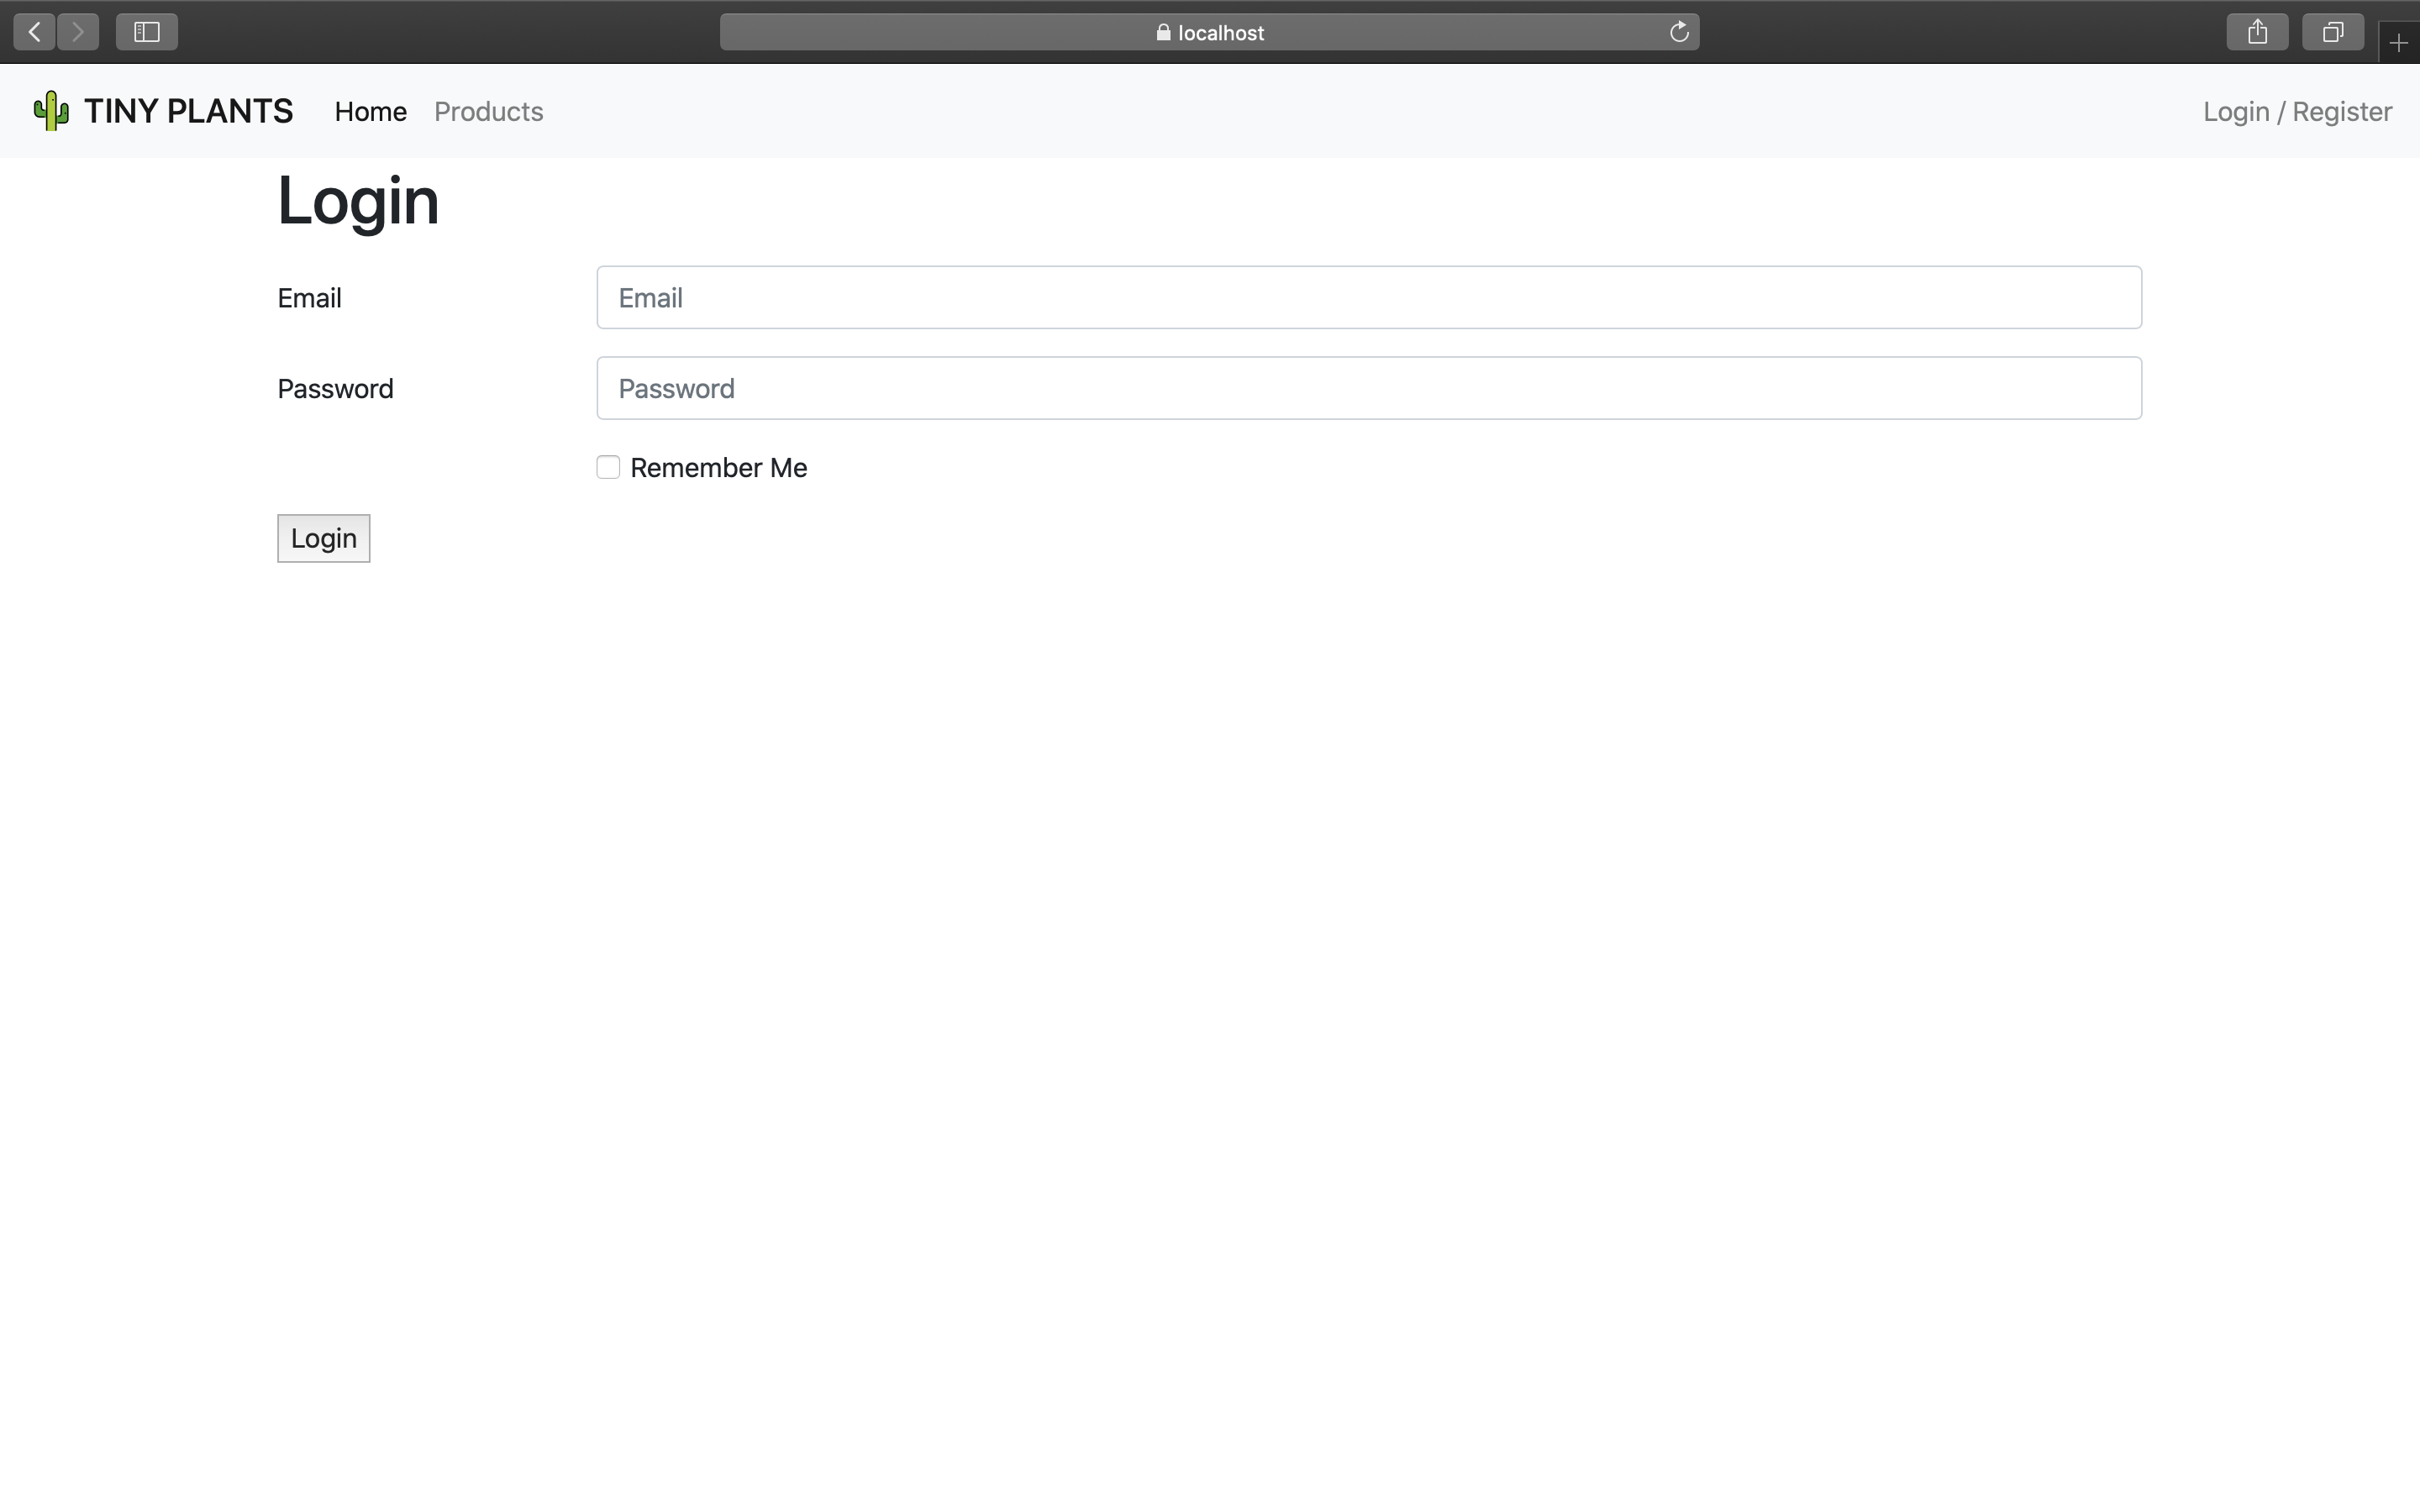 localhost
TINY PLANTS Home Products Login / Register
Login
Email Email
Password Password
Remember Me
Login